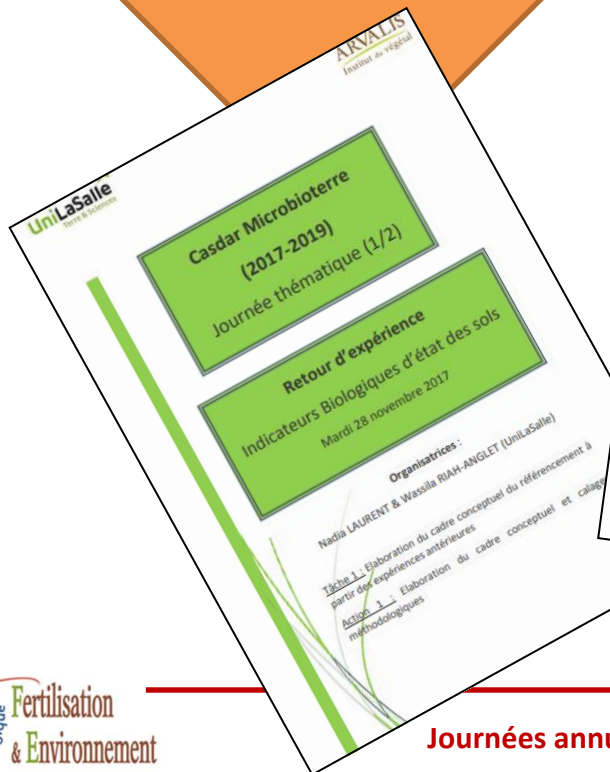 ARVALIS
Institut du végétal
UniLaSalle
Terre & Sciences
Casdar Microbioterre
(2017-2019)
Journée thématique (1/2)
Retour d'expérience
Indicateurs Biologiques d'état des sols
Mardi 28 novembre 2017
Organisatrices :
Nadia LAURENT & Wassila RIAH-ANGLET (UniLaSalle)
Tâche 1 : Elaboration du cadre conceptuel du référencement à
partir des expériences antérieures
Action 1 : Elaboration du cadre conceptuel et calage
méthodologiques
Fertilisation
& Environnement
Journées annu